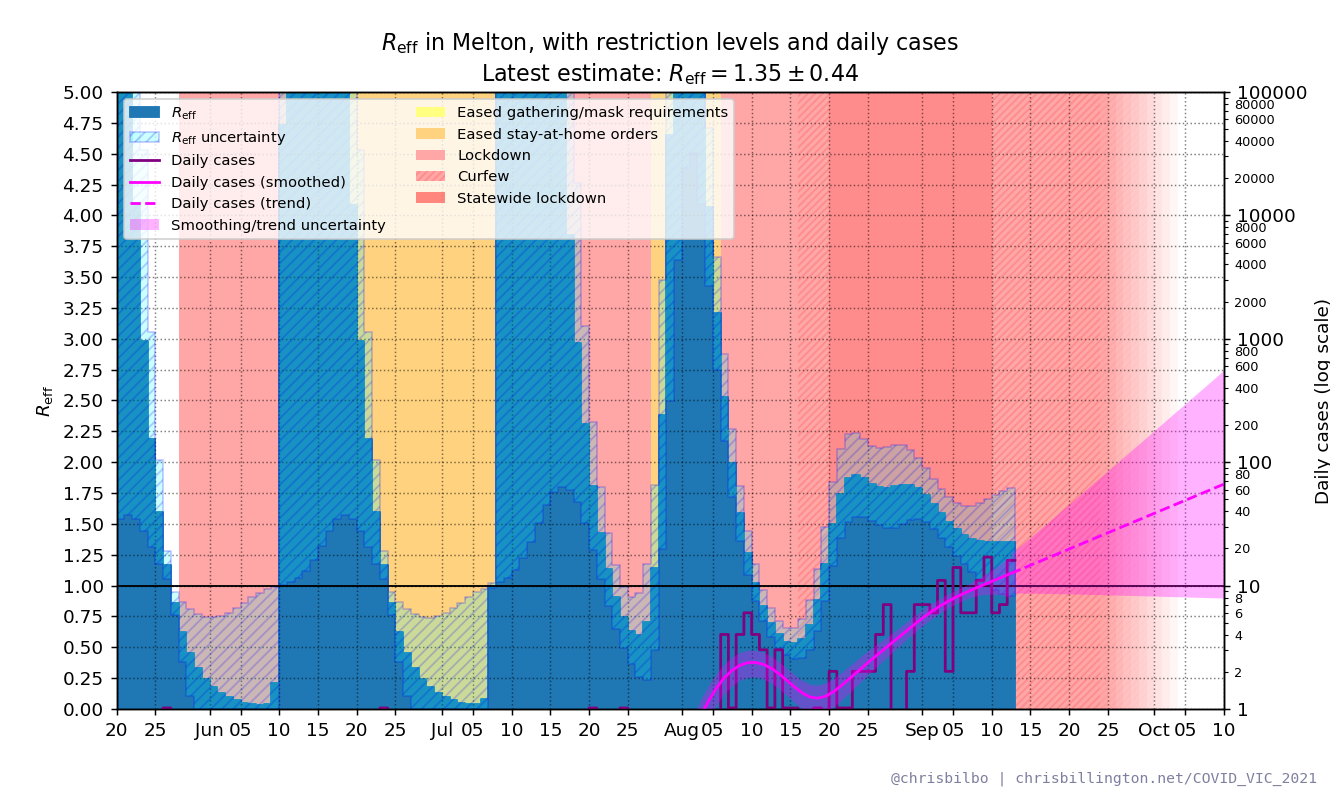 Reff in Melton, with restriction levels and daily cases
Latest estimate: Reff = 1.35 ± 0.44
Reff
Reff uncertainty
Daily cases
Daily cases (smoothed)
Daily cases (trend)
Smoothing/trend uncertainty
Eased gathering/mask requirements
Eased stay-at-home orders
Lockdown
Curfew
Statewide lockdown
Reff
5.00
4.75
4.50
4.25
4.00
3.75
3.50
3.25
3.00
2.75
2.50
2.25
2.00
1.75
1.50
1.25
1.00
0.75
0.50
0.25
0.00
100000
80000
60000
40000
20000
10000
8000
6000
4000
2000
1000
800
600
400
200
100
80
60
40
20
10
8
6
4
2
1
Daily cases (log scale)
20 25 Jun 05 10 15 20 25 Jul 05 10 15 20 25 Aug 05 10 15 20 25 Sep 05 10 15 20 25 Oct 05 10
@chrisbilbo | chrisbillington.net/COVID_VIC_2021